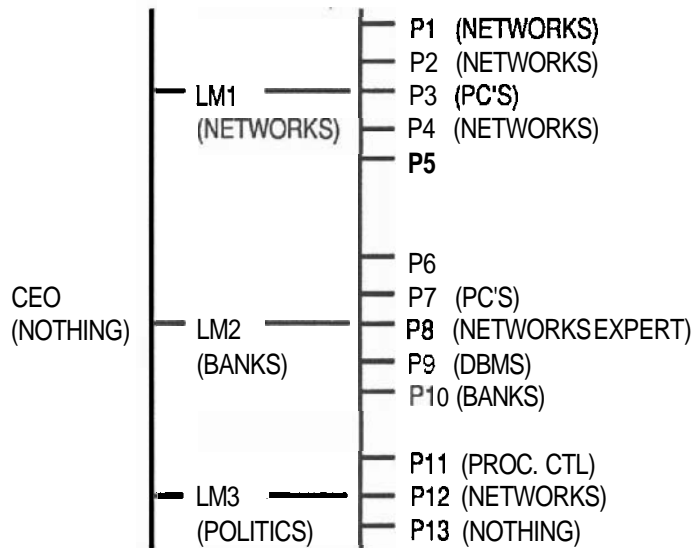 P1 (NETWORKS)
P2 (NETWORKS)
LM1 P3 (PC'S)
(NETWORKS) P4 (NETWORKS)
P5
P6
CEO P7 (PC'S)
(NOTHING) LM2 P8 (NETWORKS EXPERT)
(BANKS) P9 (DBMS)
P10 (BANKS)
P11 (PROC. CTL)
LM3 P12 (NETWORKS)
(POLITICS) P13 (NOTHING)